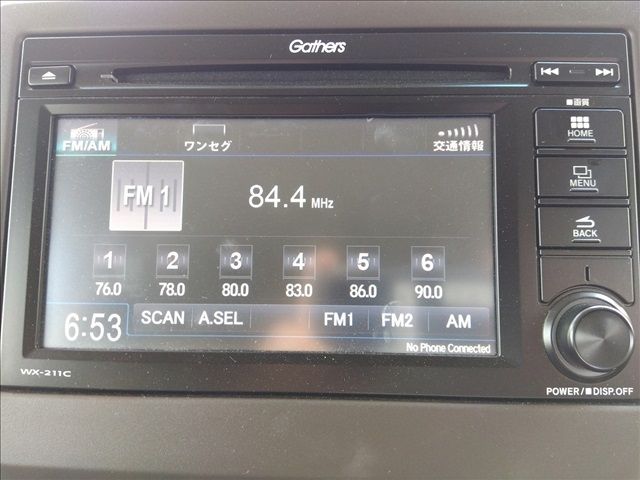 Gathers
■画質
HOME
MENU
BACK
FM/AM ワンセグ 交通情報
FM 1 84.4 MHz
1 2 3 4 5 6
76.0 78.0 80.0 83.0 86.0 90.0
6:53 SCAN A.SEL FM1 FM2 AM
No Phone Connected
WX-211C
POWER/■DISP.OFF